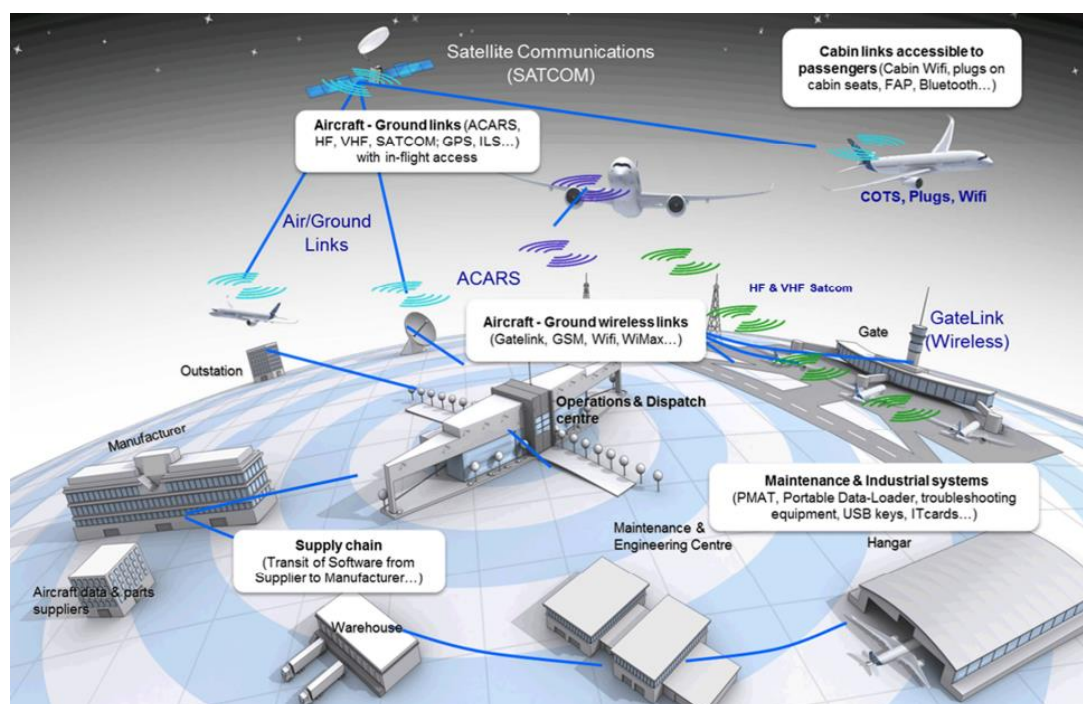 Satellite Communications
(SATCOM)
Cabin links accessible to
passengers (Cabin Wifi, plugs on
cabin seats, FAP, Bluetooth…)
Aircraft - Ground links (ACARS,
HF, VHF, SATCOM; GPS, ILS…)
with in-flight access
COTS, Plugs, Wifi
Air/Ground
Links
ACARS
HF & VHF Satcom
GateLink
(Wireless)
Aircraft - Ground wireless links
(Gatelink, GSM, Wifi, WiMax…)
Gate
Outstation
Operations & Dispatch
centre
Manufacturer
Maintenance & Industrial systems
(PMAT, Portable Data-Loader, troubleshooting
equipment, USB keys, ITcards…)
Maintenance &
Engineering Centre
Hangar
Supply chain
(Transit of Software from
Supplier to Manufacturer…)
Aircraft data & parts
suppliers
Warehouse